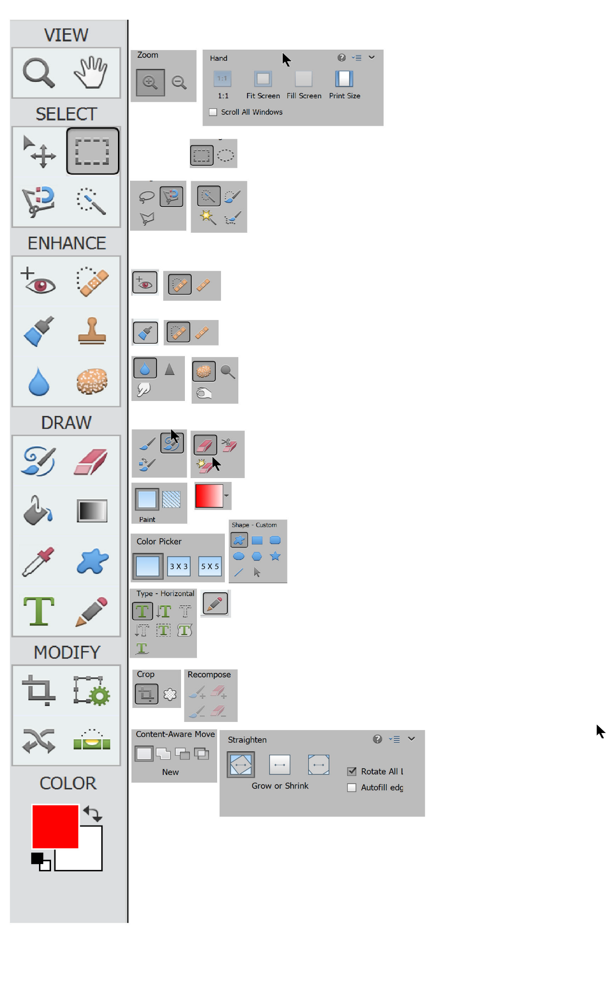 VIEW
Zoom
Hand
1:1
1:1
Fit Screen
Fill Screen
Print Size
Scroll All Windows
SELECT
ENHANCE
DRAW
Paint
Shape - Custom
Color Picker
3 X 3
5 X 5
Type - Horizontal
MODIFY
Crop
Recompose
Content-Aware Move
New
Straighten
Rotate All L
Grow or Shrink
Autofill edg
COLOR